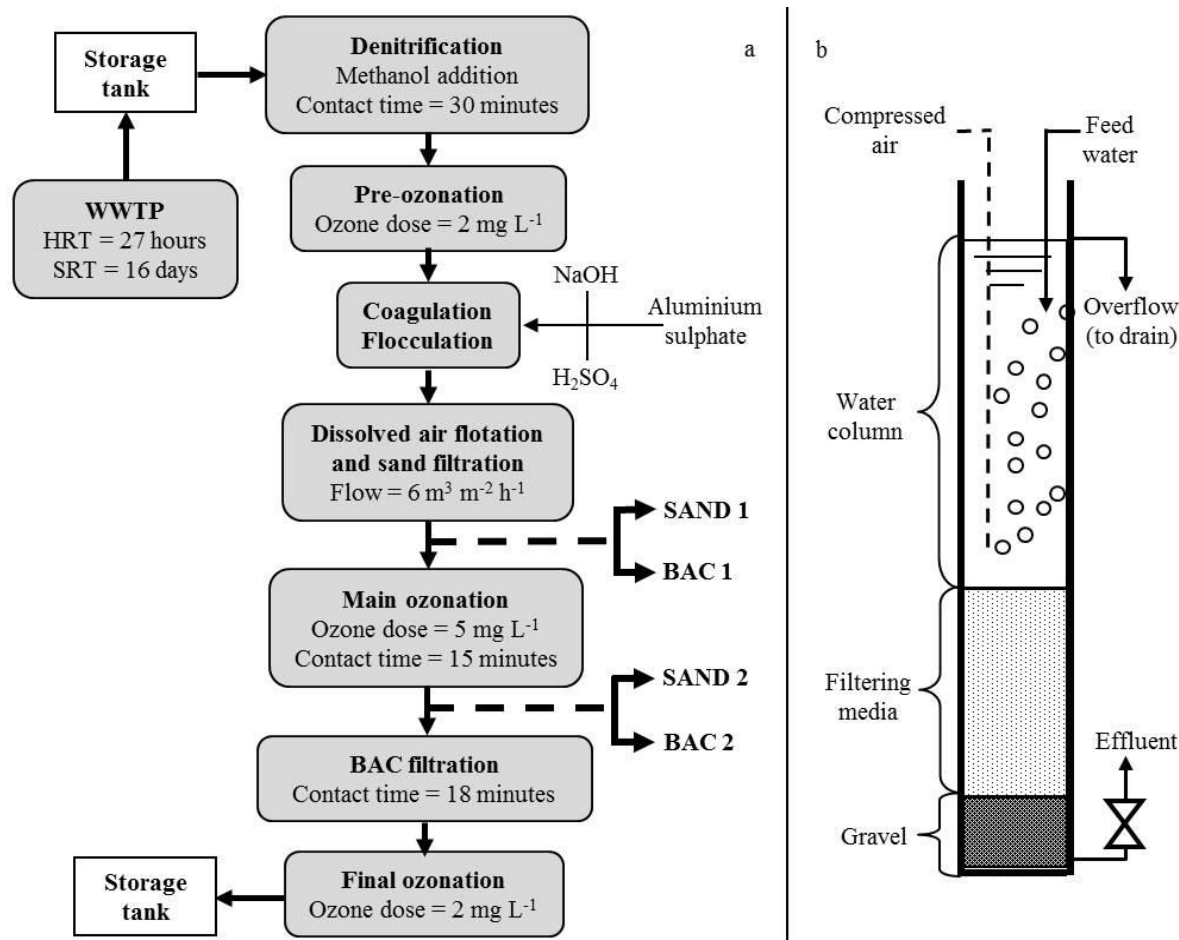 a
Storage
tank
Denitrification
Methanol addition
Contact time = 30 minutes
WWTP
HRT = 27 hours
SRT = 16 days
Pre-ozonation
Ozone dose = 2 mg L⁻¹
Coagulation
Flocculation
NaOH
Aluminium
sulphate
H₂SO₄
Dissolved air flotation
and sand filtration
Flow = 6 m³ m⁻² h⁻¹
SAND 1
BAC 1
Main ozonation
Ozone dose = 5 mg L⁻¹
Contact time = 15 minutes
SAND 2
BAC 2
BAC filtration
Contact time = 18 minutes
Final ozonation
Ozone dose = 2 mg L⁻¹
Storage
tank
b
Compressed
air
Feed
water
Overflow
(to drain)
Water
column
Filtering
media
Effluent
Gravel